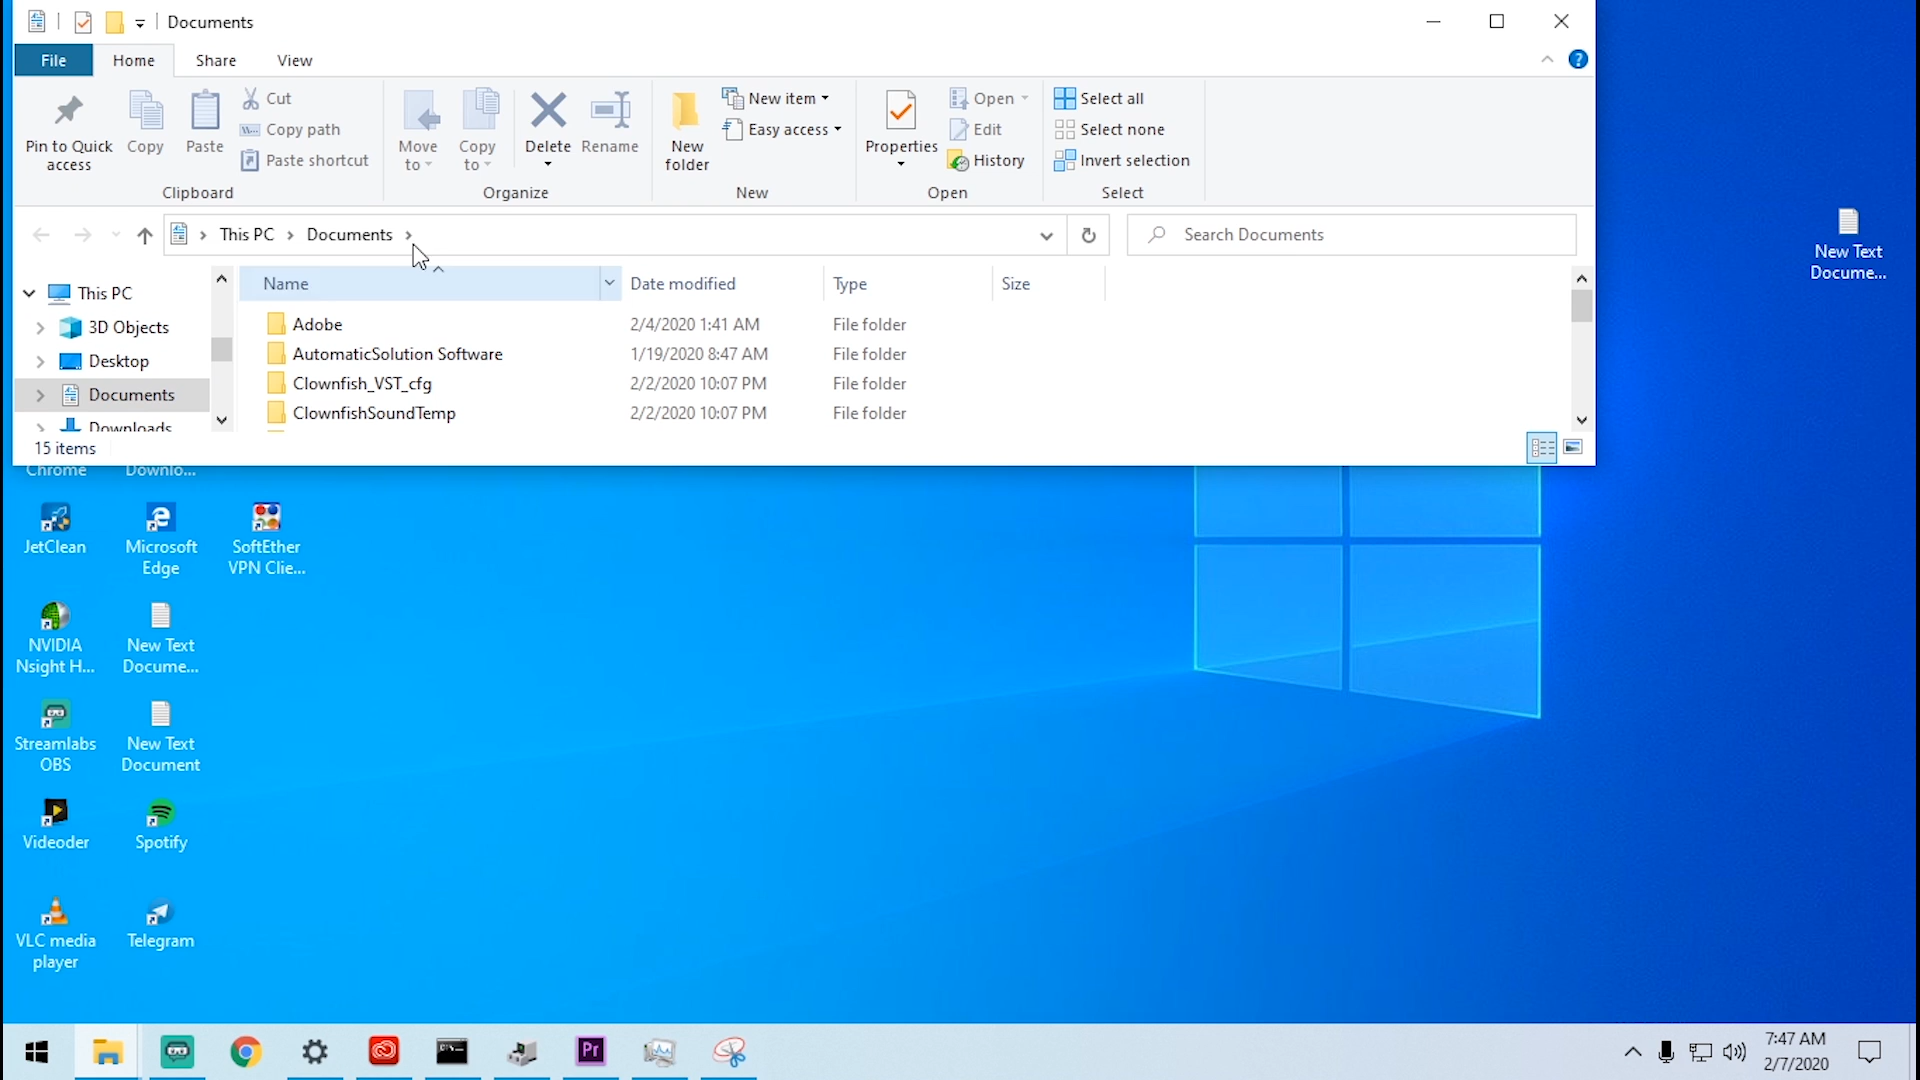 Documents
File Home Share View
Pin to Quick access
Copy
Paste
Cut
Copy path
Paste shortcut
Clipboard
Move to
Copy to
Delete
Rename
Organize
New folder
New item
Easy access
New
Properties
Open
Edit
History
Open
Select all
Select none
Invert selection
Select
This PC Documents
Search Documents
This PC
3D Objects
Desktop
Documents
Downloads
Name Date modified Type Size
Adobe 2/4/2020 1:41 AM File folder
AutomaticSolution Software 1/19/2020 8:47 AM File folder
Clownfish_VST_cfg 2/2/2020 10:07 PM File folder
ClownfishSoundTemp 2/2/2020 10:07 PM File folder
15 items
Chrome
Downlo...
JetClean
Microsoft
Edge
SoftEther
VPN Clie...
NVIDIA
Nsight H...
New Text
Docume...
Streamlabs
OBS
New Text
Document
Videoder
Spotify
VLC media
player
Telegram
New Text
Docume...
Pr
7:47 AM
2/7/2020